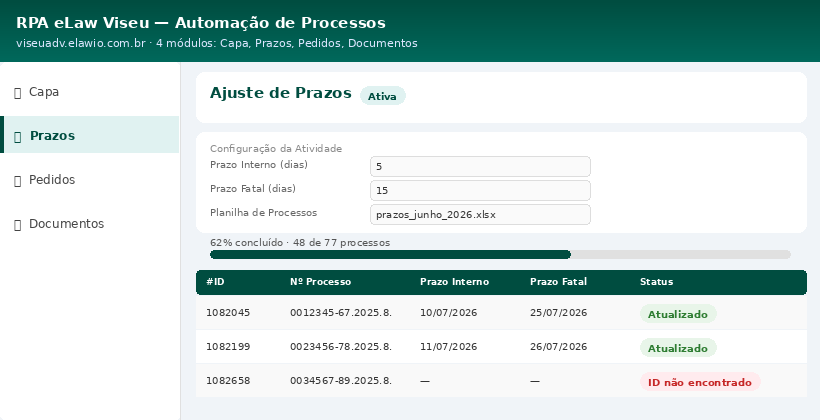 RPA eLaw Viseu — Automação de Processos
viseuadv.elawio.com.br · 4 módulos: Capa, Prazos, Pedidos, Documentos
Capa
Prazos
Pedidos
Documentos
Ajuste de Prazos Ativa
Configuração da Atividade
Prazo Interno (dias) 5
Prazo Fatal (dias) 15
Planilha de Processos prazos_junho_2026.xlsx
62% concluído · 48 de 77 processos
#ID Nº Processo Prazo Interno Prazo Fatal Status
1082045 0012345-67.2025.8. 10/07/2026 25/07/2026 Atualizado
1082199 0023456-78.2025.8. 11/07/2026 26/07/2026 Atualizado
1082658 0034567-89.2025.8. — — ID não encontrado